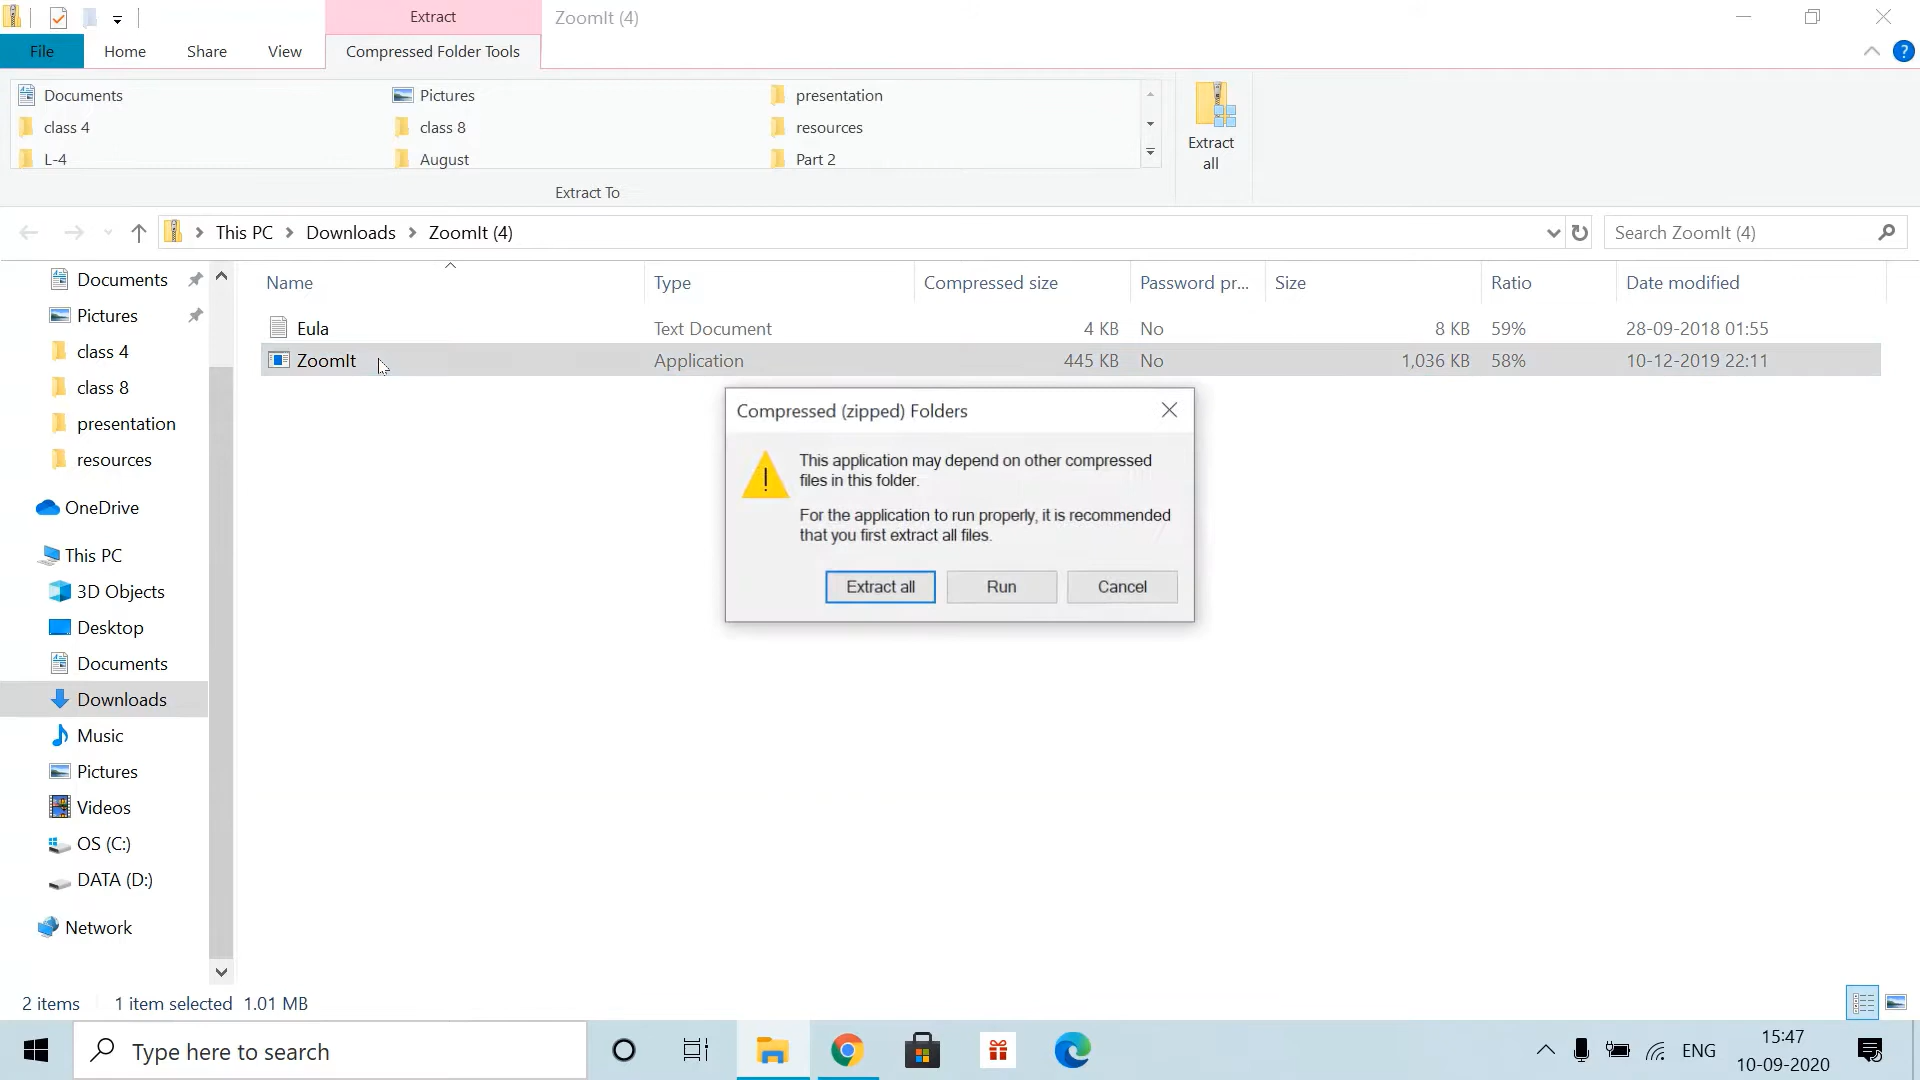 Extract
ZoomIt (4)
File
Home
Share
View
Compressed Folder Tools
?
Documents
Pictures
presentation
class 4
class 8
resources
L-4
August
Part 2
Extract all
Extract To
This PC
Downloads
ZoomIt (4)
Search ZoomIt (4)
Name
Type
Compressed size
Password pr...
Size
Ratio
Date modified
Eula
Text Document
4 KB
No
8 KB
59%
28-09-2018 01:55
ZoomIt
Application
445 KB
No
1,036 KB
58%
10-12-2019 22:11
Documents
Pictures
class 4
class 8
presentation
resources
OneDrive
This PC
3D Objects
Desktop
Documents
Downloads
Music
Pictures
Videos
OS (C:)
DATA (D:)
Network
Compressed (zipped) Folders
This application may depend on other compressed
files in this folder.
For the application to run properly, it is recommended
that you first extract all files.
Extract all
Run
Cancel
2 items
1 item selected 1.01 MB
Type here to search
ENG
15:47
10-09-2020